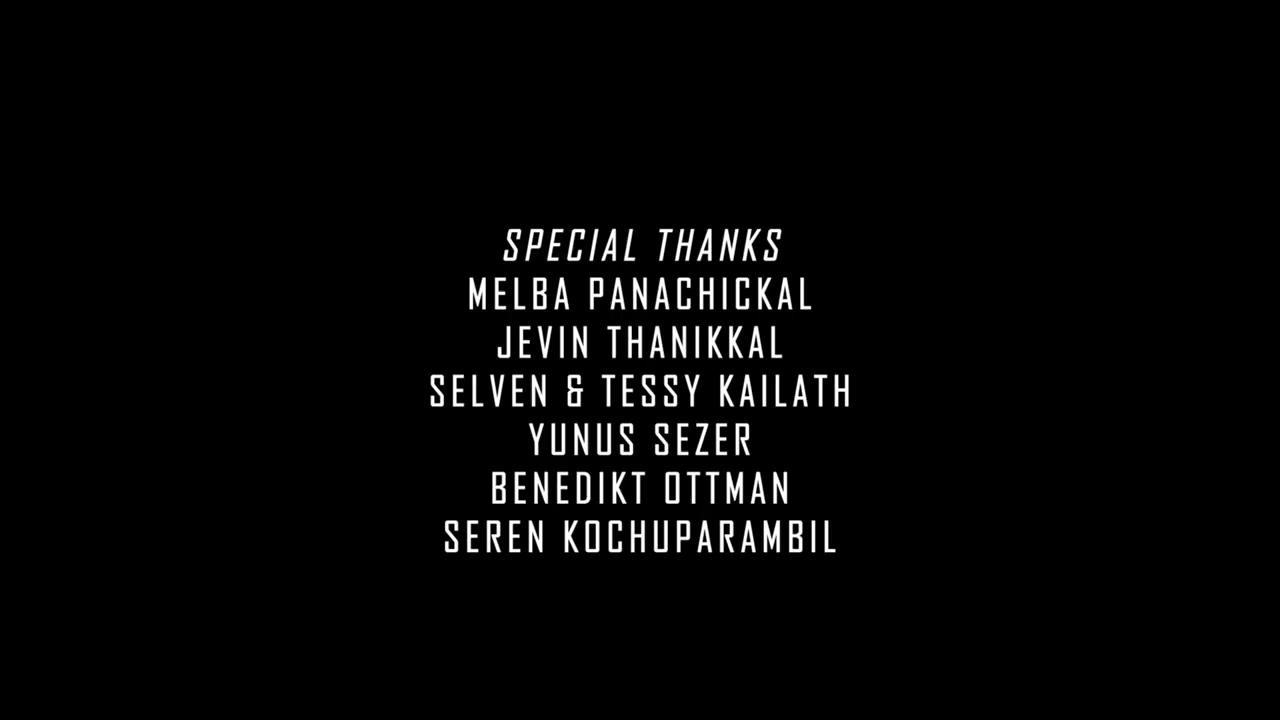 SPECIAL THANKS
MELBA PANACHICKAL
JEVIN THANIKKAL
SELVEN & TESSY KAILATH
YUNUS SEZER
BENEDIKT OTTMAN
SEREN KOCHUPARAMBIL